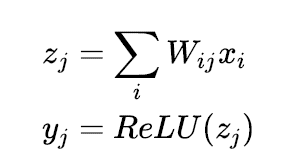 z_j = \sum_i W_{ij} x_i
y_j = ReLU(z_j)